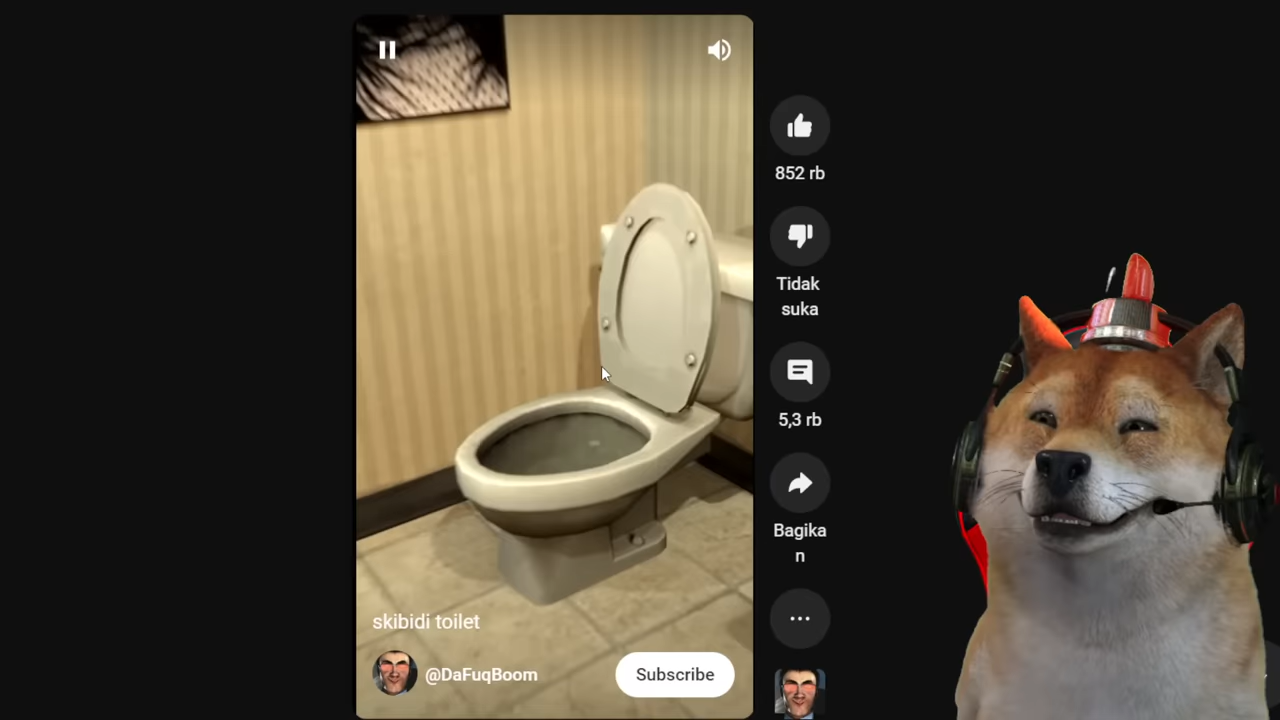 852 rb
Tidak
suka
5,3 rb
Bagika
n
skibidi toilet
@DaFuqBoom
Subscribe